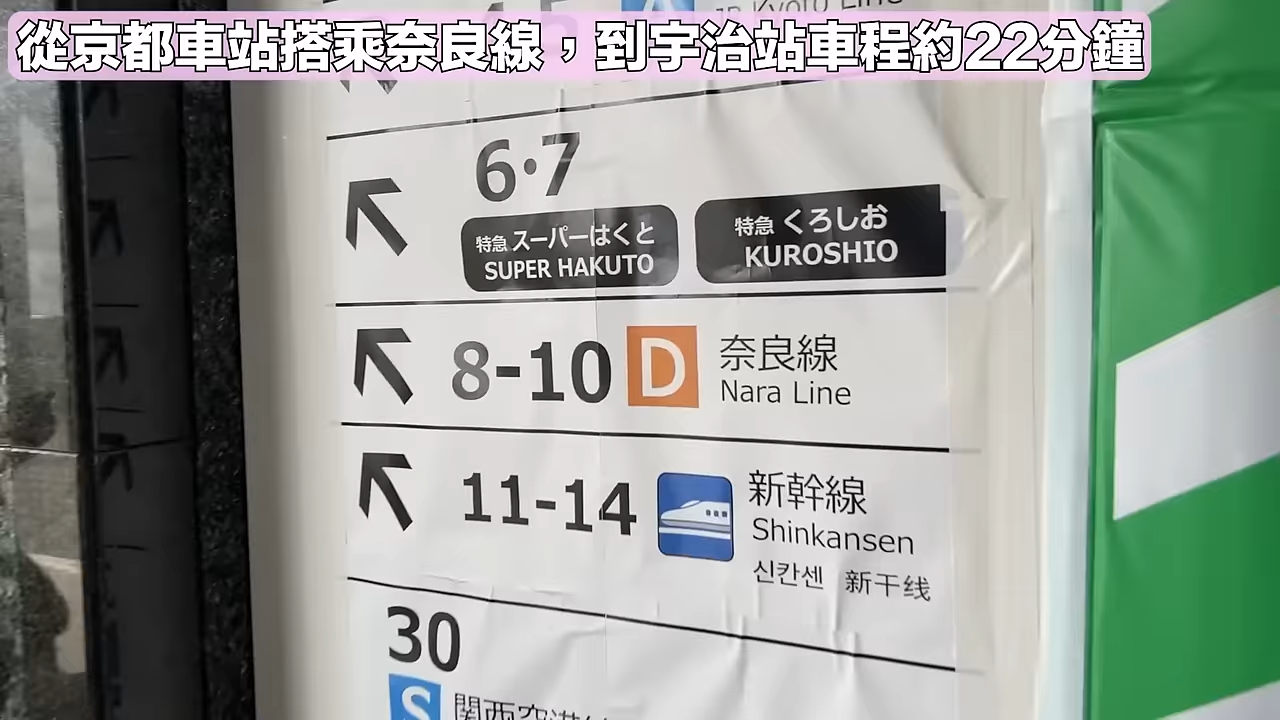 從京都車站搭乘奈良線，到宇治站車程約22分鐘
JR Kyoto Line
6·7
特急 スーパーはくと
SUPER HAKUTO
特急 くろしお
KUROSHIO
8-10 D 奈良線
Nara Line
11-14 新幹線
Shinkansen
신칸센 新干线
30
S 関西空港